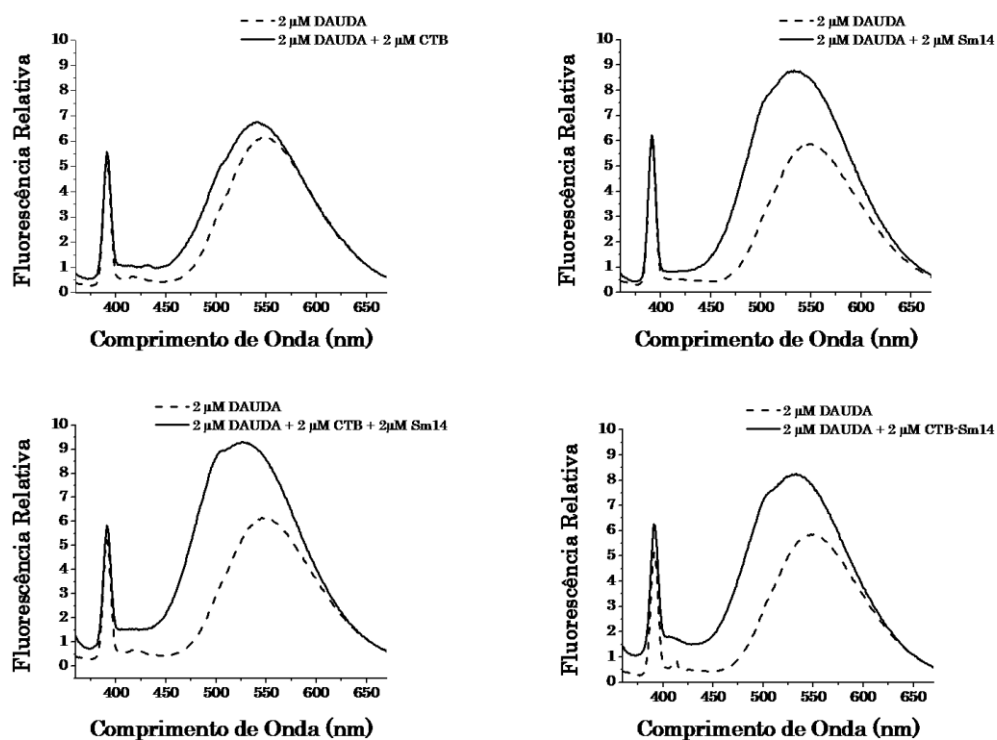 2 µM DAUDA
2 µM DAUDA + 2 µM CTB
10
9
8
7
6
5
4
3
2
1
0
Fluorescência Relativa
400 450 500 550 600 650
Comprimento de Onda (nm)
2 µM DAUDA
2 µM DAUDA + 2 µM Sm14
10
9
8
7
6
5
4
3
2
1
0
Fluorescência Relativa
400 450 500 550 600 650
Comprimento de Onda (nm)
2 µM DAUDA
2 µM DAUDA + 2 µM CTB + 2µM Sm14
10
9
8
7
6
5
4
3
2
1
0
Fluorescência Relativa
400 450 500 550 600 650
Comprimento de Onda (nm)
2 µM DAUDA
2 µM DAUDA + 2 µM CTB-Sm14
10
9
8
7
6
5
4
3
2
1
0
Fluorescência Relativa
400 450 500 550 600 650
Comprimento de Onda (nm)